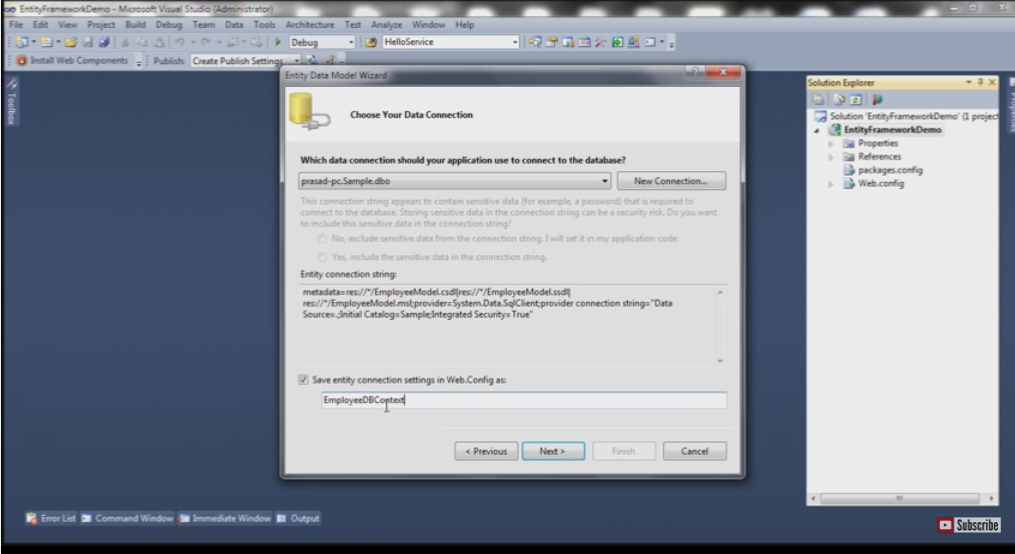 EntityFrameworkDemo - Microsoft Visual Studio (Administrator)
File Edit View Project Build Debug Team Data Tools Architecture Test Analyze Window Help
Debug HelloService
Install Web Components Publish: Create Publish Settings
Toolbox
Entity Data Model Wizard
Choose Your Data Connection
Which data connection should your application use to connect to the database?
prasad-pc.Sample.dbo New Connection...
This connection string appears to contain sensitive data (for example, a password) that is required to
connect to the database. Storing sensitive data in the connection string can be a security risk. Do you want
to include this sensitive data in the connection string?
No, exclude sensitive data from the connection string. I will set it in my application code.
Yes, include the sensitive data in the connection string.
Entity connection string:
metadata=res://*/EmployeeModel.csdl|res://*/EmployeeModel.ssdl|
res://*/EmployeeModel.msl;provider=System.Data.SqlClient;provider connection string="Data
Source=.;Initial Catalog=Sample;Integrated Security=True"
Save entity connection settings in Web.Config as:
EmployeeDBContext
< Previous Next > Finish Cancel
Solution Explorer
Solution 'EntityFrameworkDemo' (1 project
EntityFrameworkDemo
Properties
References
packages.config
Web.config
Properties
Error List Command Window Immediate Window Output
Subscribe